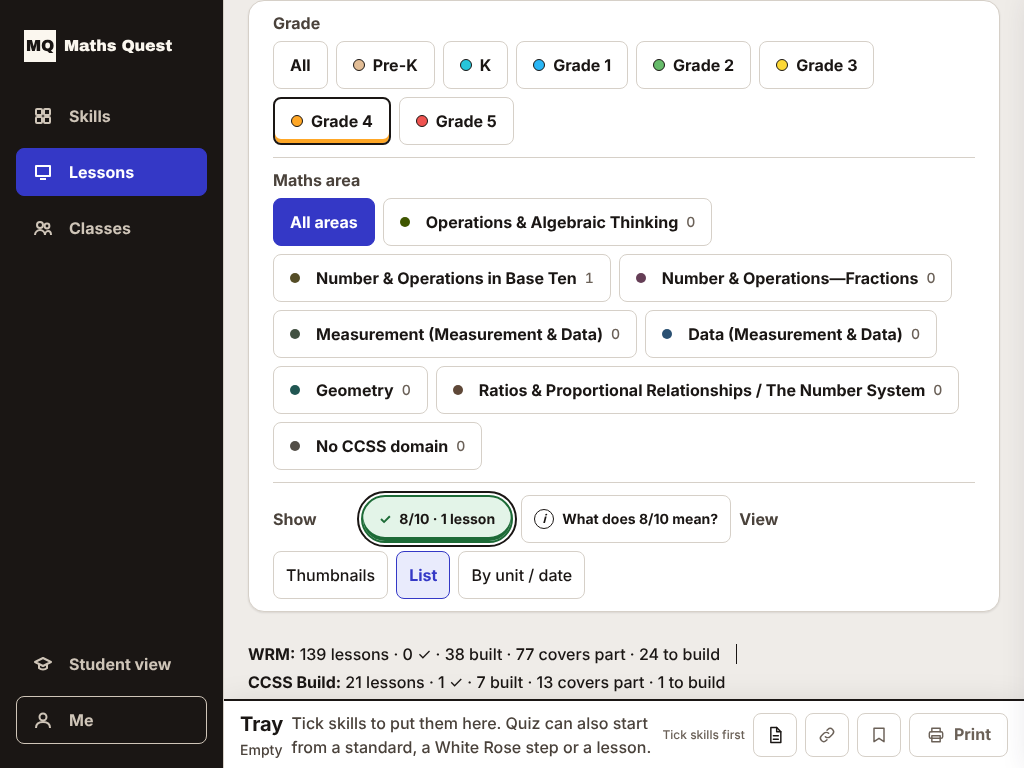 MQ Maths Quest
Skills
Lessons
Classes
Student view
Me
Grade
All Pre-K K Grade 1 Grade 2 Grade 3
Grade 4 Grade 5
Maths area
All areas Operations & Algebraic Thinking 0
Number & Operations in Base Ten 1 Number & Operations—Fractions 0
Measurement (Measurement & Data) 0 Data (Measurement & Data) 0
Geometry 0 Ratios & Proportional Relationships / The Number System 0
No CCSS domain 0
Show ✓ 8/10 · 1 lesson i What does 8/10 mean? View
Thumbnails List By unit / date
WRM: 139 lessons · 0 ✓ · 38 built · 77 covers part · 24 to build
CCSS Build: 21 lessons · 1 ✓ · 7 built · 13 covers part · 1 to build
Tray Tick skills to put them here. Quiz can also start
Empty from a standard, a White Rose step or a lesson.
Tick skills first Print